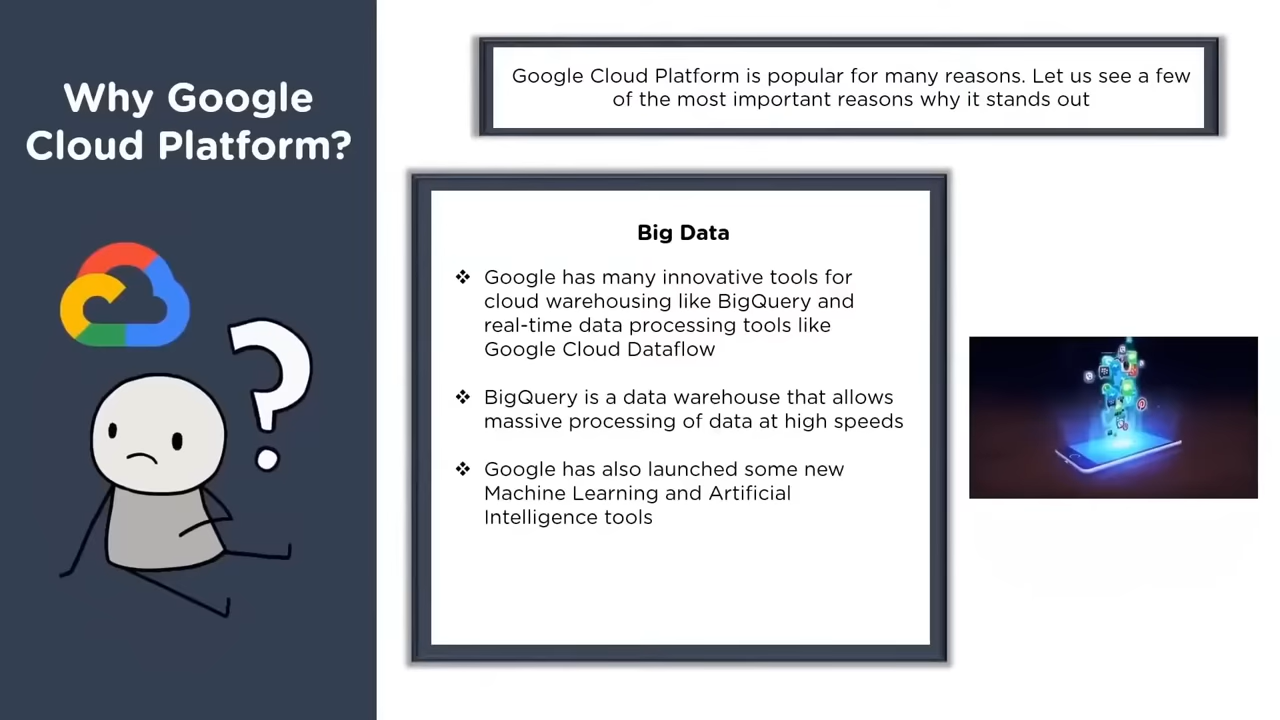 Why Google
Cloud Platform?
Google Cloud Platform is popular for many reasons. Let us see a few
of the most important reasons why it stands out
Big Data
❖ Google has many innovative tools for
cloud warehousing like BigQuery and
real-time data processing tools like
Google Cloud Dataflow
❖ BigQuery is a data warehouse that allows
massive processing of data at high speeds
❖ Google has also launched some new
Machine Learning and Artificial
Intelligence tools
?